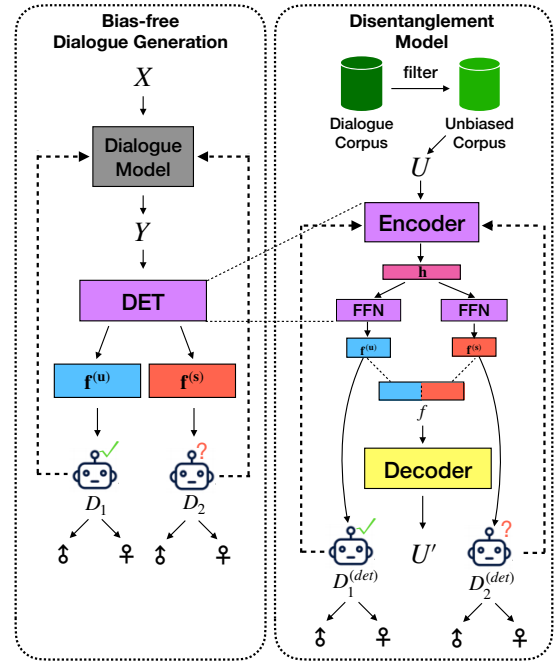 Bias-free
Dialogue Generation
X
Dialogue
Model
Y
DET
f(u)
f(s)
?
D1
D2
Disentanglement
Model
filter
Dialogue
Corpus
Unbiased
Corpus
U
Encoder
h
FFN
FFN
f(u)
f(s)
f
Decoder
?
U′
D1(det)
D2(det)